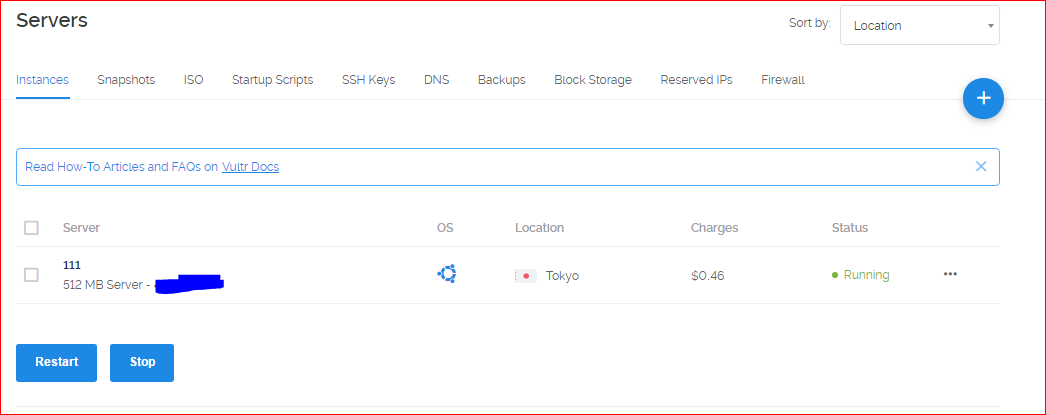 Servers
Sort by: Location
Instances Snapshots ISO Startup Scripts SSH Keys DNS Backups Block Storage Reserved IPs Firewall
+
Read How-To Articles and FAQs on Vultr Docs
Server OS Location Charges Status
111
512 MB Server -
Tokyo $0.46 Running
Restart Stop